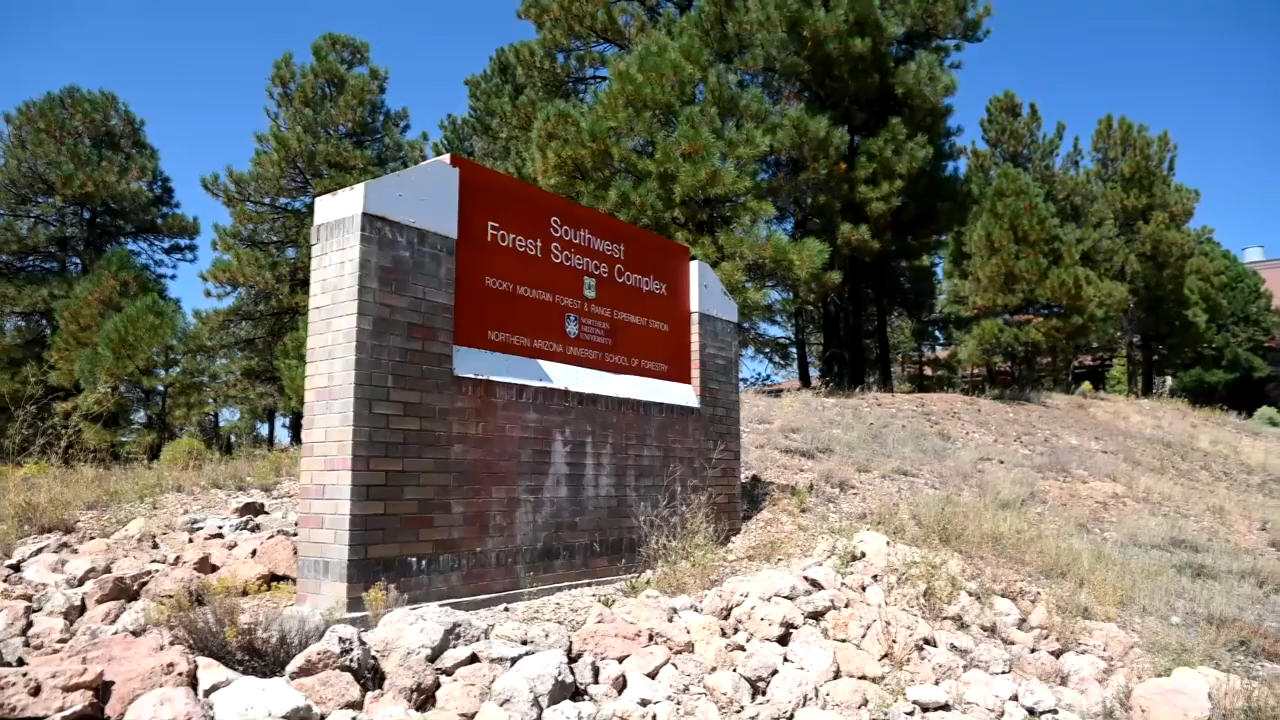 Southwest
Forest Science Complex
ROCKY MOUNTAIN FOREST & RANGE EXPERIMENT STATION
NORTHERN
ARIZONA
UNIVERSITY
NORTHERN ARIZONA UNIVERSITY SCHOOL OF FORESTRY